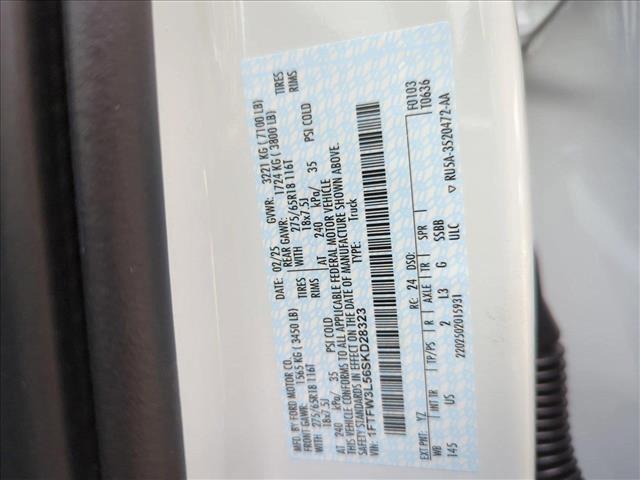 MFD. BY FORD MOTOR CO.
DATE: 02/25 GVWR: 3221 KG ( 7100 LB)
FRONT GAWR: 1565 KG ( 3450 LB) REAR GAWR: 1724 KG ( 3800 LB)
WITH 275/65R18 116T TIRES WITH 275/65R18 116T TIRES
18x7.5J RIMS 18x7.5J RIMS
AT 240 kPa/ 35 PSI COLD AT 240 kPa/ 35 PSI COLD
THIS VEHICLE CONFORMS TO ALL APPLICABLE FEDERAL MOTOR VEHICLE
SAFETY STANDARDS IN EFFECT ON THE DATE OF MANUFACTURE SHOWN ABOVE.
VIN: 1FTFW3L56SKD28323 TYPE: Truck
F0103
T0636
EXT PNT: YZ RC: 24 DSO:
WB INT TR TP/PS R AXLE TR SPR
145 US 2 L3 G SSBB
ULC
2202502015931 ▽ RU5A-3520472-AA